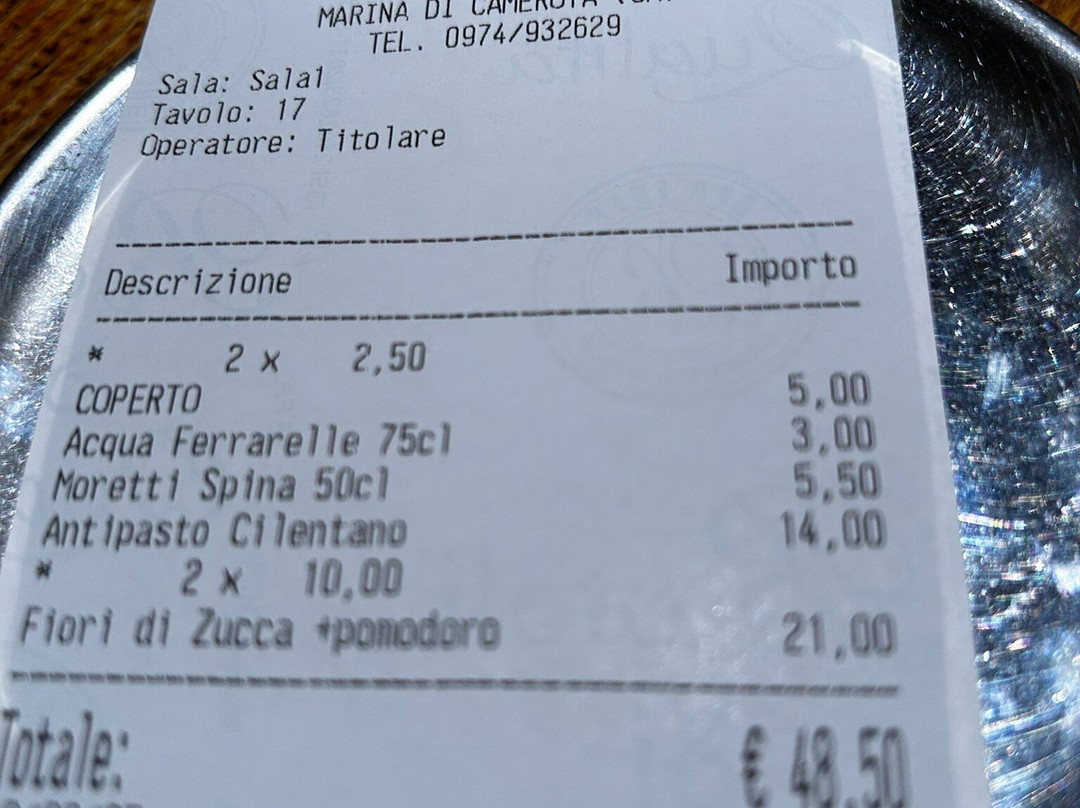 MARINA DI CAMEROTA
TEL. 0974/932629
Sala: Sala1
Tavolo: 17
Operatore: Titolare
Descrizione Importo
* 2 x 2,50
COPERTO 5,00
Acqua Ferrarelle 75cl 3,00
Moretti Spina 50cl 5,50
Antipasto Cilentano 14,00
* 2 x 10,00
Fiori di Zucca +pomodoro 21,00
Totale: € 48,50